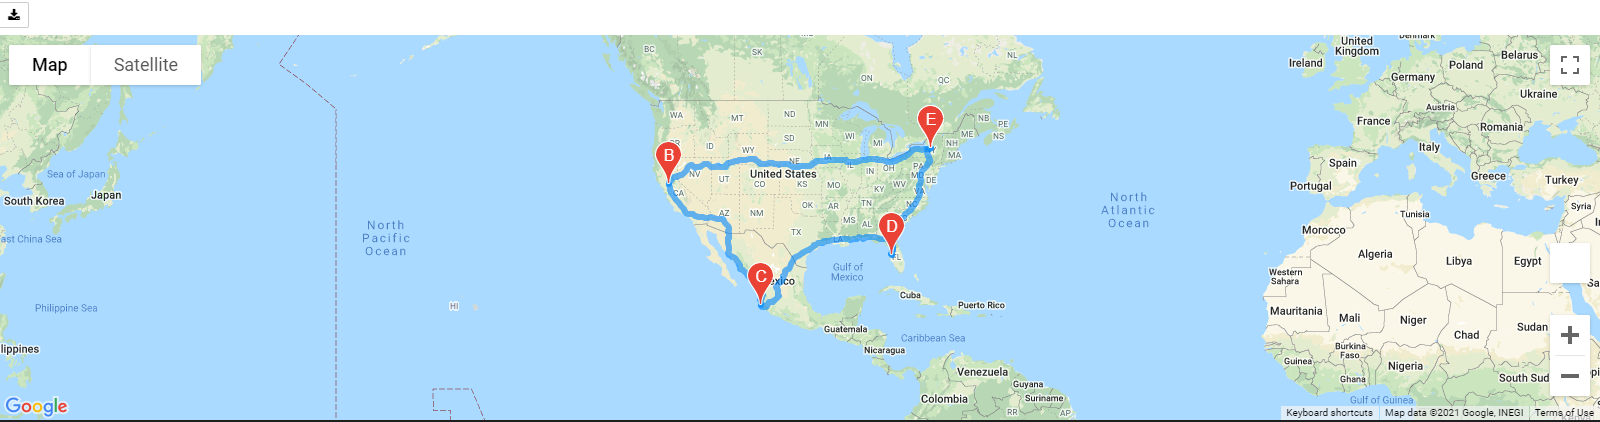 Map
Satellite
BC
SK
ON
QC
NL
WA
MT
ND
MN
NB
PE
NS
ME
OR
ID
SD
WI
MI
NH
MA
WY
IA
NE
IL
OH
PA
NV
UT
United States
CO
KS
MO
IN
KY
WV
MD
DE
VA
CA
AZ
NM
OK
AR
TN
NC
TX
MS
AL
LA
FL
B
C
D
E
Mexico
Gulf of
Mexico
Cuba
Puerto Rico
Guatemala
Nicaragua
Caribbean Sea
Venezuela
Colombia
Guyana
Suriname
RR
AP
HI
Sea of Japan
Japan
South Korea
East China Sea
Philippine Sea
ilippines
North
Pacific
Ocean
North
Atlantic
Ocean
Denmark
United
Kingdom
Ireland
Belarus
Poland
Germany
Ukraine
Austria
France
Romania
Italy
Spain
Portugal
Greece
Turkey
Syria
Tunisia
Morocco
Algeria
Libya
Egypt
Western
Sahara
Sa
Mauritania
Mali
Niger
Chad
Sudan
Burkina
Faso
Guinea
Ghana
Nigeria
South Sud
Gulf of Guinea
Google
Keyboard shortcuts
Map data ©2021 Google, INEGI
Terms of Use